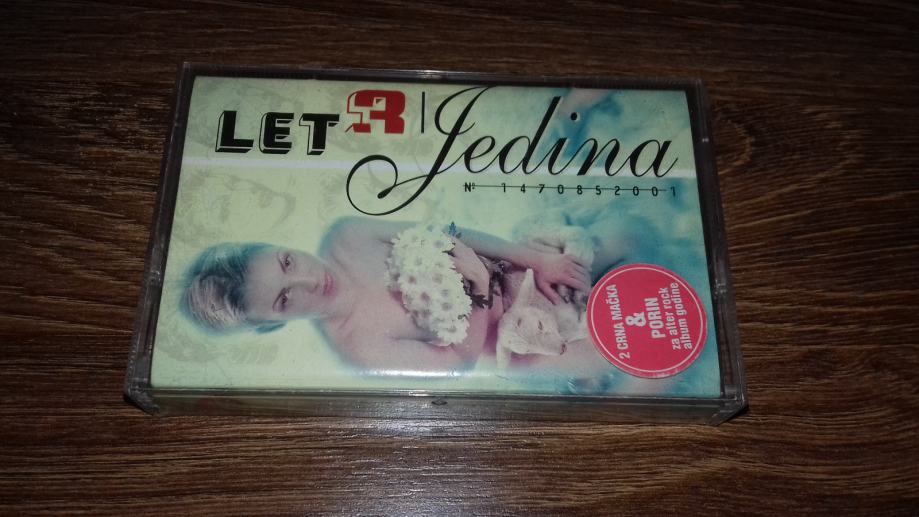 LET 3
Jedina
№ 1470852001
2 CRNA MAČKA
&
PORIN
za alter rock
album godine